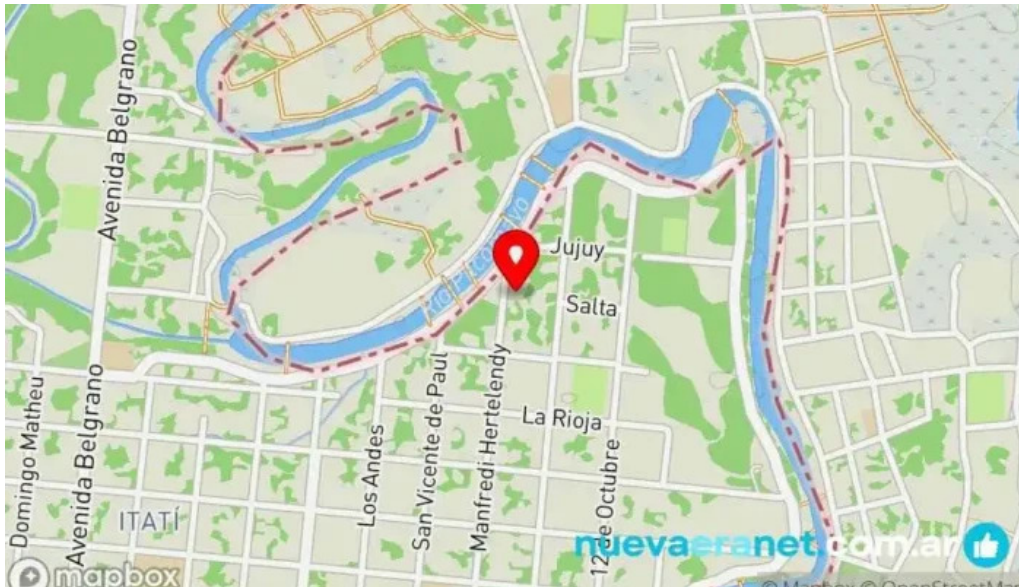 Avenida Belgrano
Jujuy
Salta
La Rioja
Domingo Matheu
Avenida Belgrano
ITATÍ
Los Andes
San Vicente de Paul
Manfredi Hertelendy
12 de Octubre
nuevaeranet.com.ar
mapbox